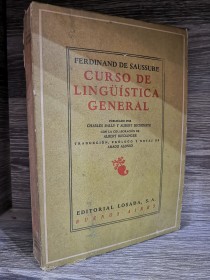 FERDINAND DE SAUSSURE
CURSO DE
LINGÜÍSTICA
GENERAL
PUBLICADO POR
CHARLES BALLY Y ALBERT SECHEHAYE
CON LA COLABORACIÓN DE
ALBERT RIEDLINGER
TRADUCCIÓN, PRÓLOGO Y NOTAS DE
AMADO ALONSO
EDITORIAL LOSADA, S.A.
BUENOS AIRES